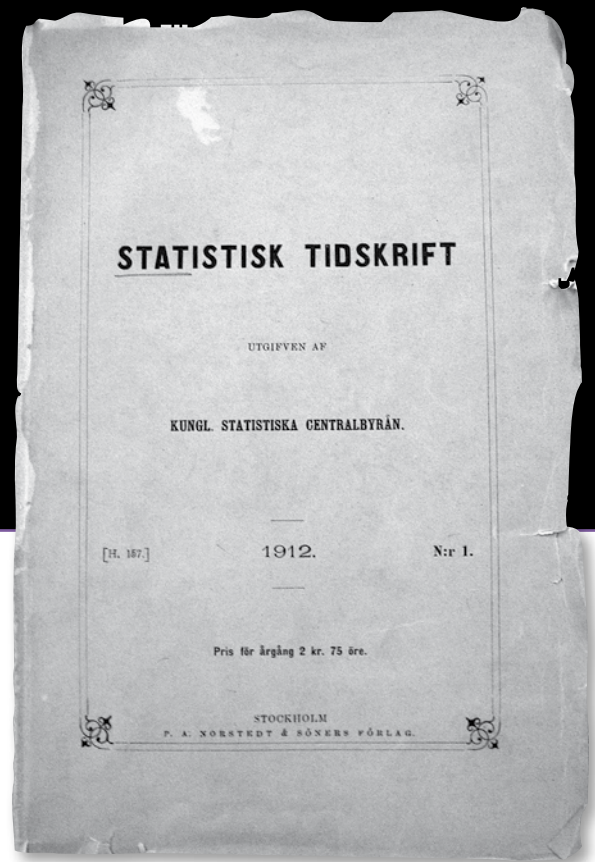 STATISTISK TIDSKRIFT
UTGIFVEN AF
KUNGL. STATISTISKA CENTRALBYRÅN.
[H. 157.] 1912. N:r 1.
Pris för årgång 2 kr. 75 öre.
STOCKHOLM
P. A. NORSTEDT & SÖNERS FÖRLAG.